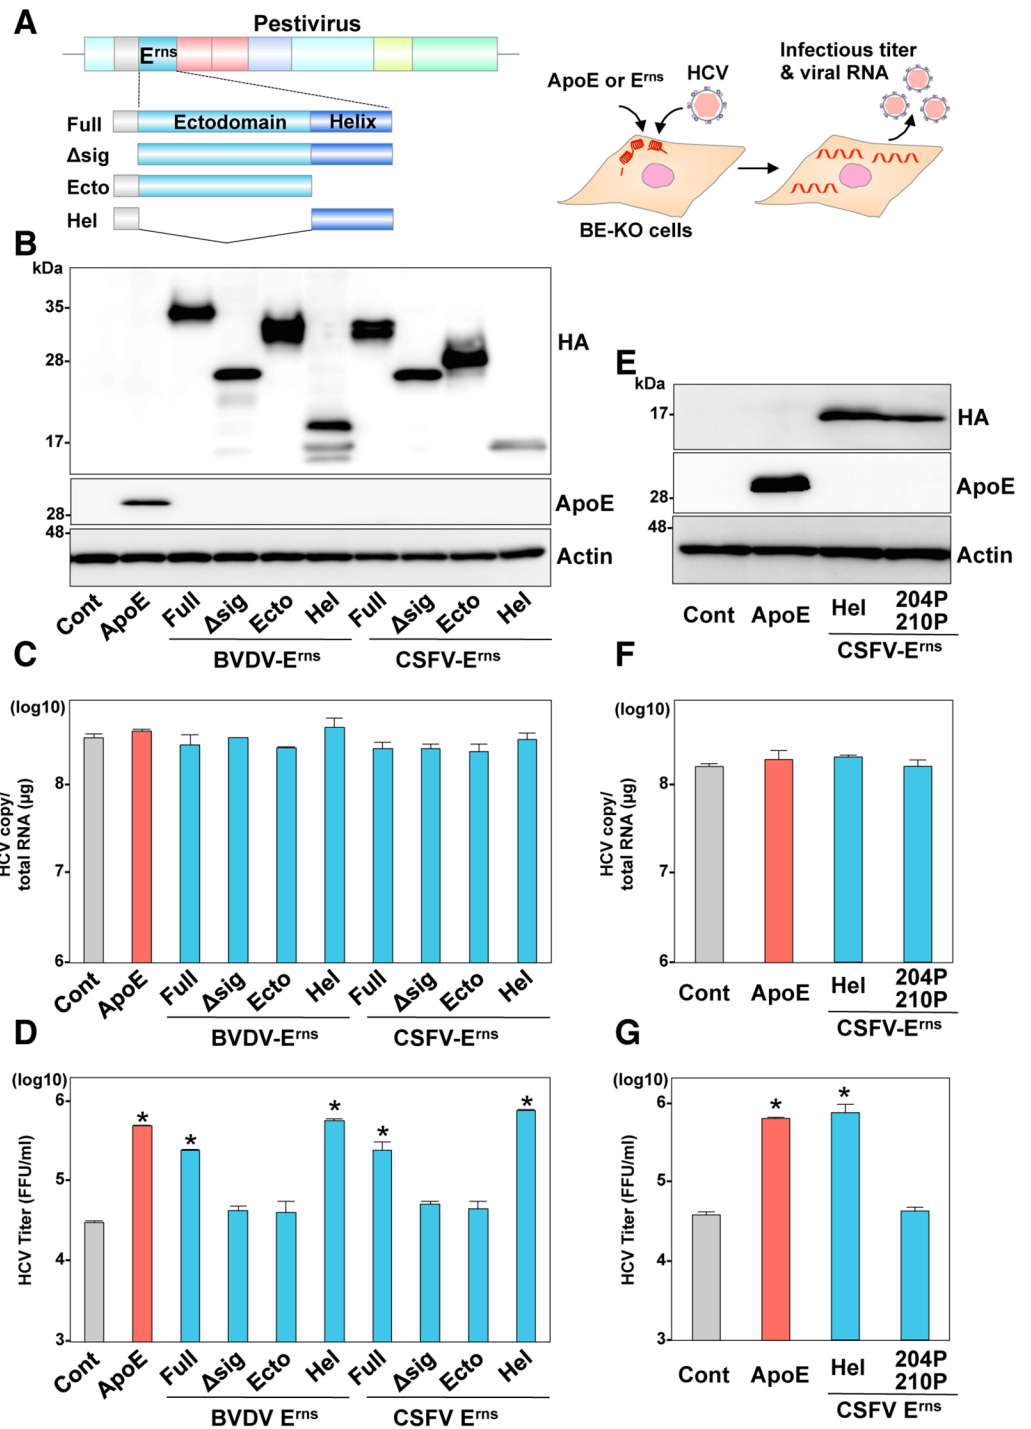 A
Pestivirus
Erns
Full
Ectodomain
Helix
Δsig
Ecto
Hel
ApoE or Erns
HCV
Infectious titer
& viral RNA
BE-KO cells
B
kDa
35
28
17
HA
28
ApoE
48
Actin
Cont
ApoE
Full
Δsig
Ecto
Hel
Full
Δsig
Ecto
Hel
BVDV-Erns
CSFV-Erns
E
kDa
17
HA
28
ApoE
48
Actin
Cont
ApoE
Hel
204P
210P
CSFV-Erns
C
(log10)
8
7
6
HCV copy/
total RNA (μg)
Cont
ApoE
Full
Δsig
Ecto
Hel
Full
Δsig
Ecto
Hel
BVDV-Erns
CSFV-Erns
F
(log10)
8
7
6
HCV copy/
total RNA (μg)
Cont
ApoE
Hel
204P
210P
CSFV-Erns
D
(log10)
6
5
4
3
HCV Titer (FFU/ml)
*
*
*
*
*
Cont
ApoE
Full
Δsig
Ecto
Hel
Full
Δsig
Ecto
Hel
BVDV Erns
CSFV Erns
G
(log10)
6
5
4
3
HCV Titer (FFU/ml)
*
*
Cont
ApoE
Hel
204P
210P
CSFV Erns